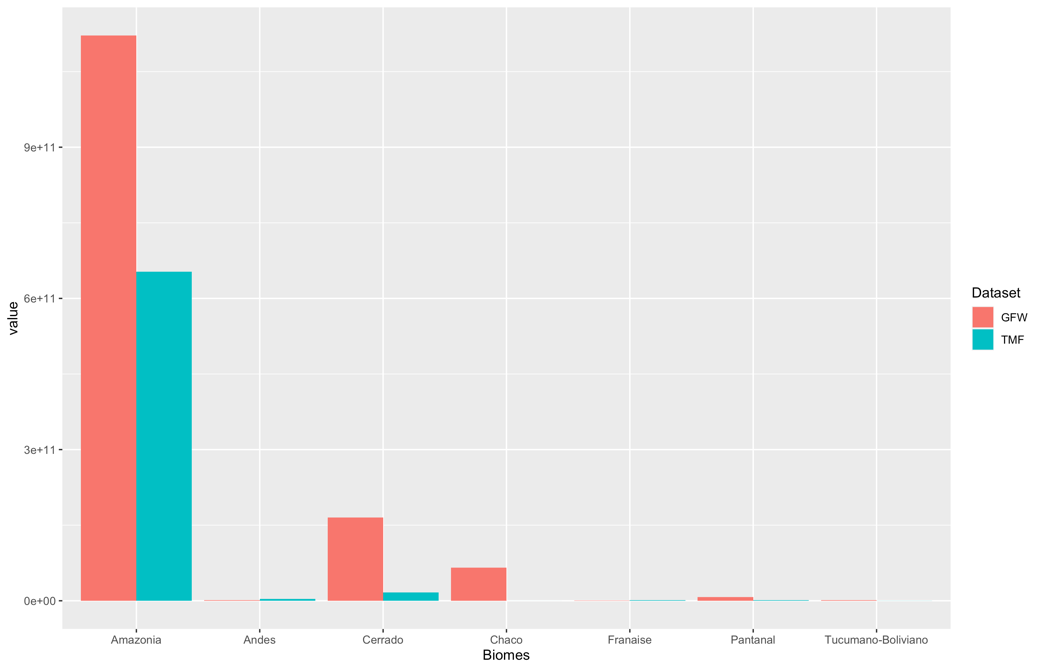 value
9e+11
6e+11
3e+11
0e+00
Amazonia Andes Cerrado Chaco Franaise Pantanal Tucumano-Boliviano
Biomes
Dataset
GFW
TMF